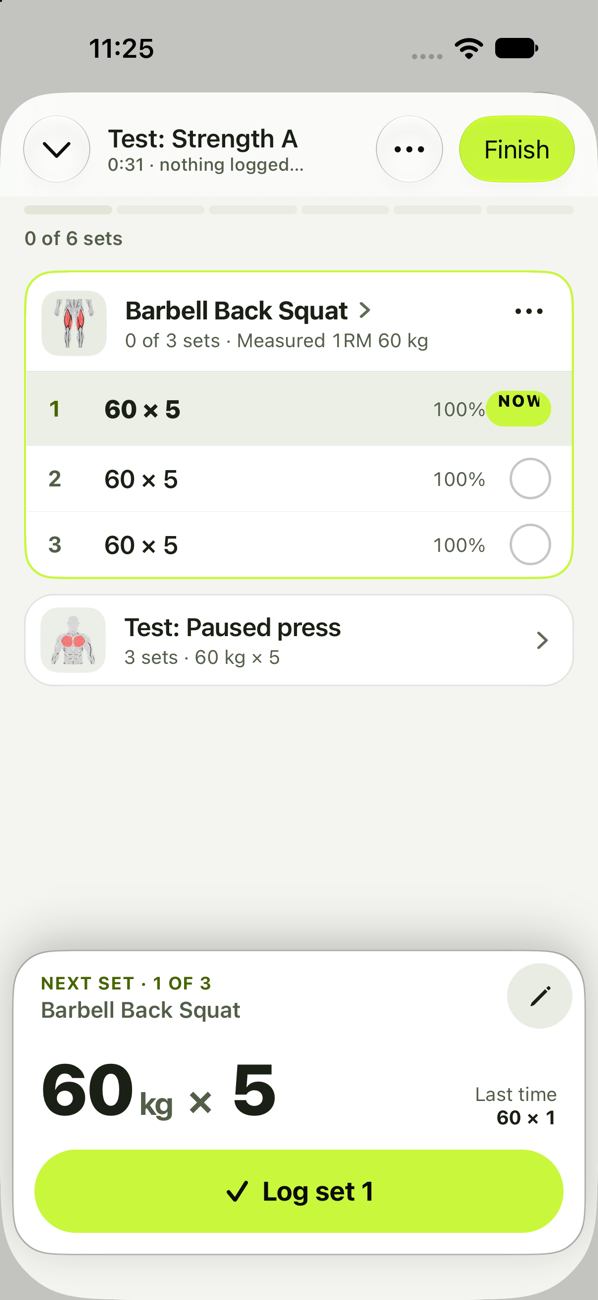 11:25
Test: Strength A
0:31 · nothing logged...
Finish
0 of 6 sets
Barbell Back Squat
0 of 3 sets · Measured 1RM 60 kg
1 60 × 5 100% NOW
2 60 × 5 100%
3 60 × 5 100%
Test: Paused press
3 sets · 60 kg × 5
NEXT SET · 1 OF 3
Barbell Back Squat
60 kg × 5
Last time
60 × 1
Log set 1